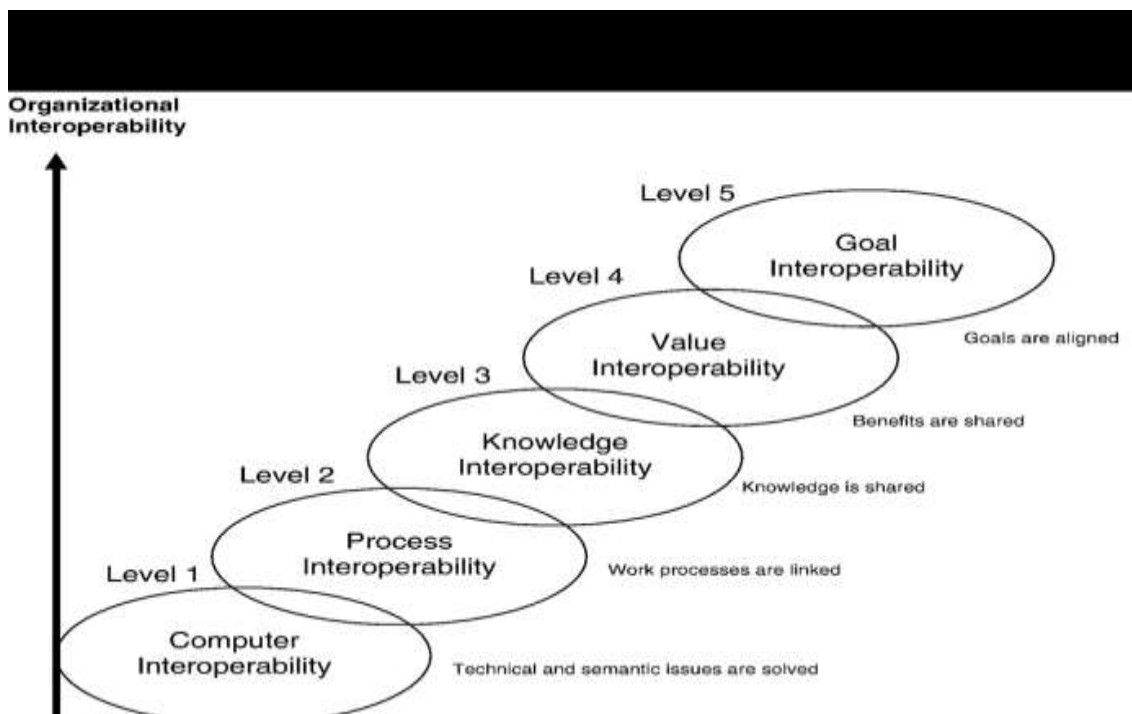 Organizational
Interoperability
Level 5
Goal
Interoperability
Goals are aligned
Level 4
Value
Interoperability
Benefits are shared
Level 3
Knowledge
Interoperability
Knowledge is shared
Level 2
Process
Interoperability
Work processes are linked
Level 1
Computer
Interoperability
Technical and semantic issues are solved